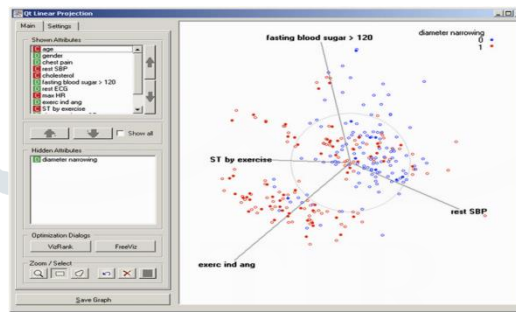 Qt Linear Projection
Main
Settings
Shown Attributes
C age
D gender
D chest pain
C rest SBP
C cholesterol
D fasting blood sugar > 120
D rest ECG
C max HR
D exerc ind ang
C ST by exercise
Show all
Hidden Attributes
D diameter narrowing
Optimization Dialogs
VizRank
FreeViz
Zoom / Select
Save Graph
fasting blood sugar > 120
diameter narrowing
0
1
ST by exercise
rest SBP
exerc ind ang